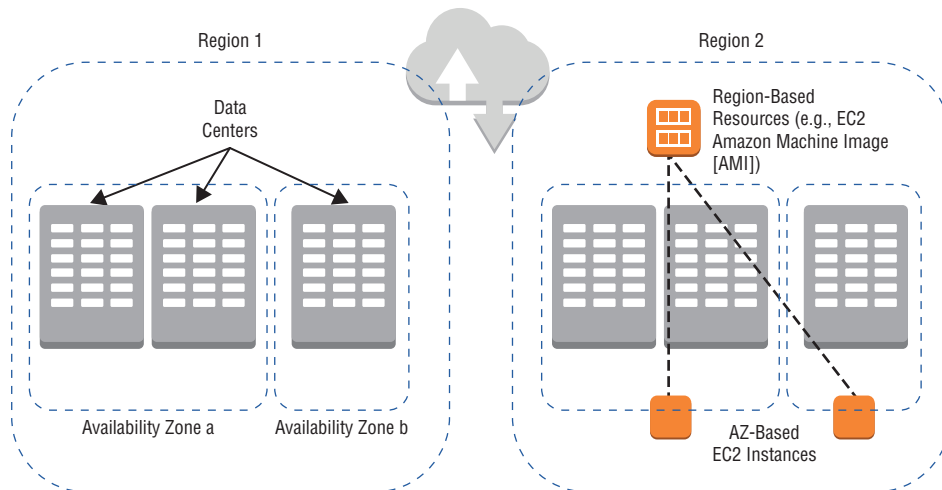 Region 1
Region 2
Data
Centers
Region-Based
Resources (e.g., EC2
Amazon Machine Image
[AMI])
Availability Zone a
Availability Zone b
AZ-Based
EC2 Instances